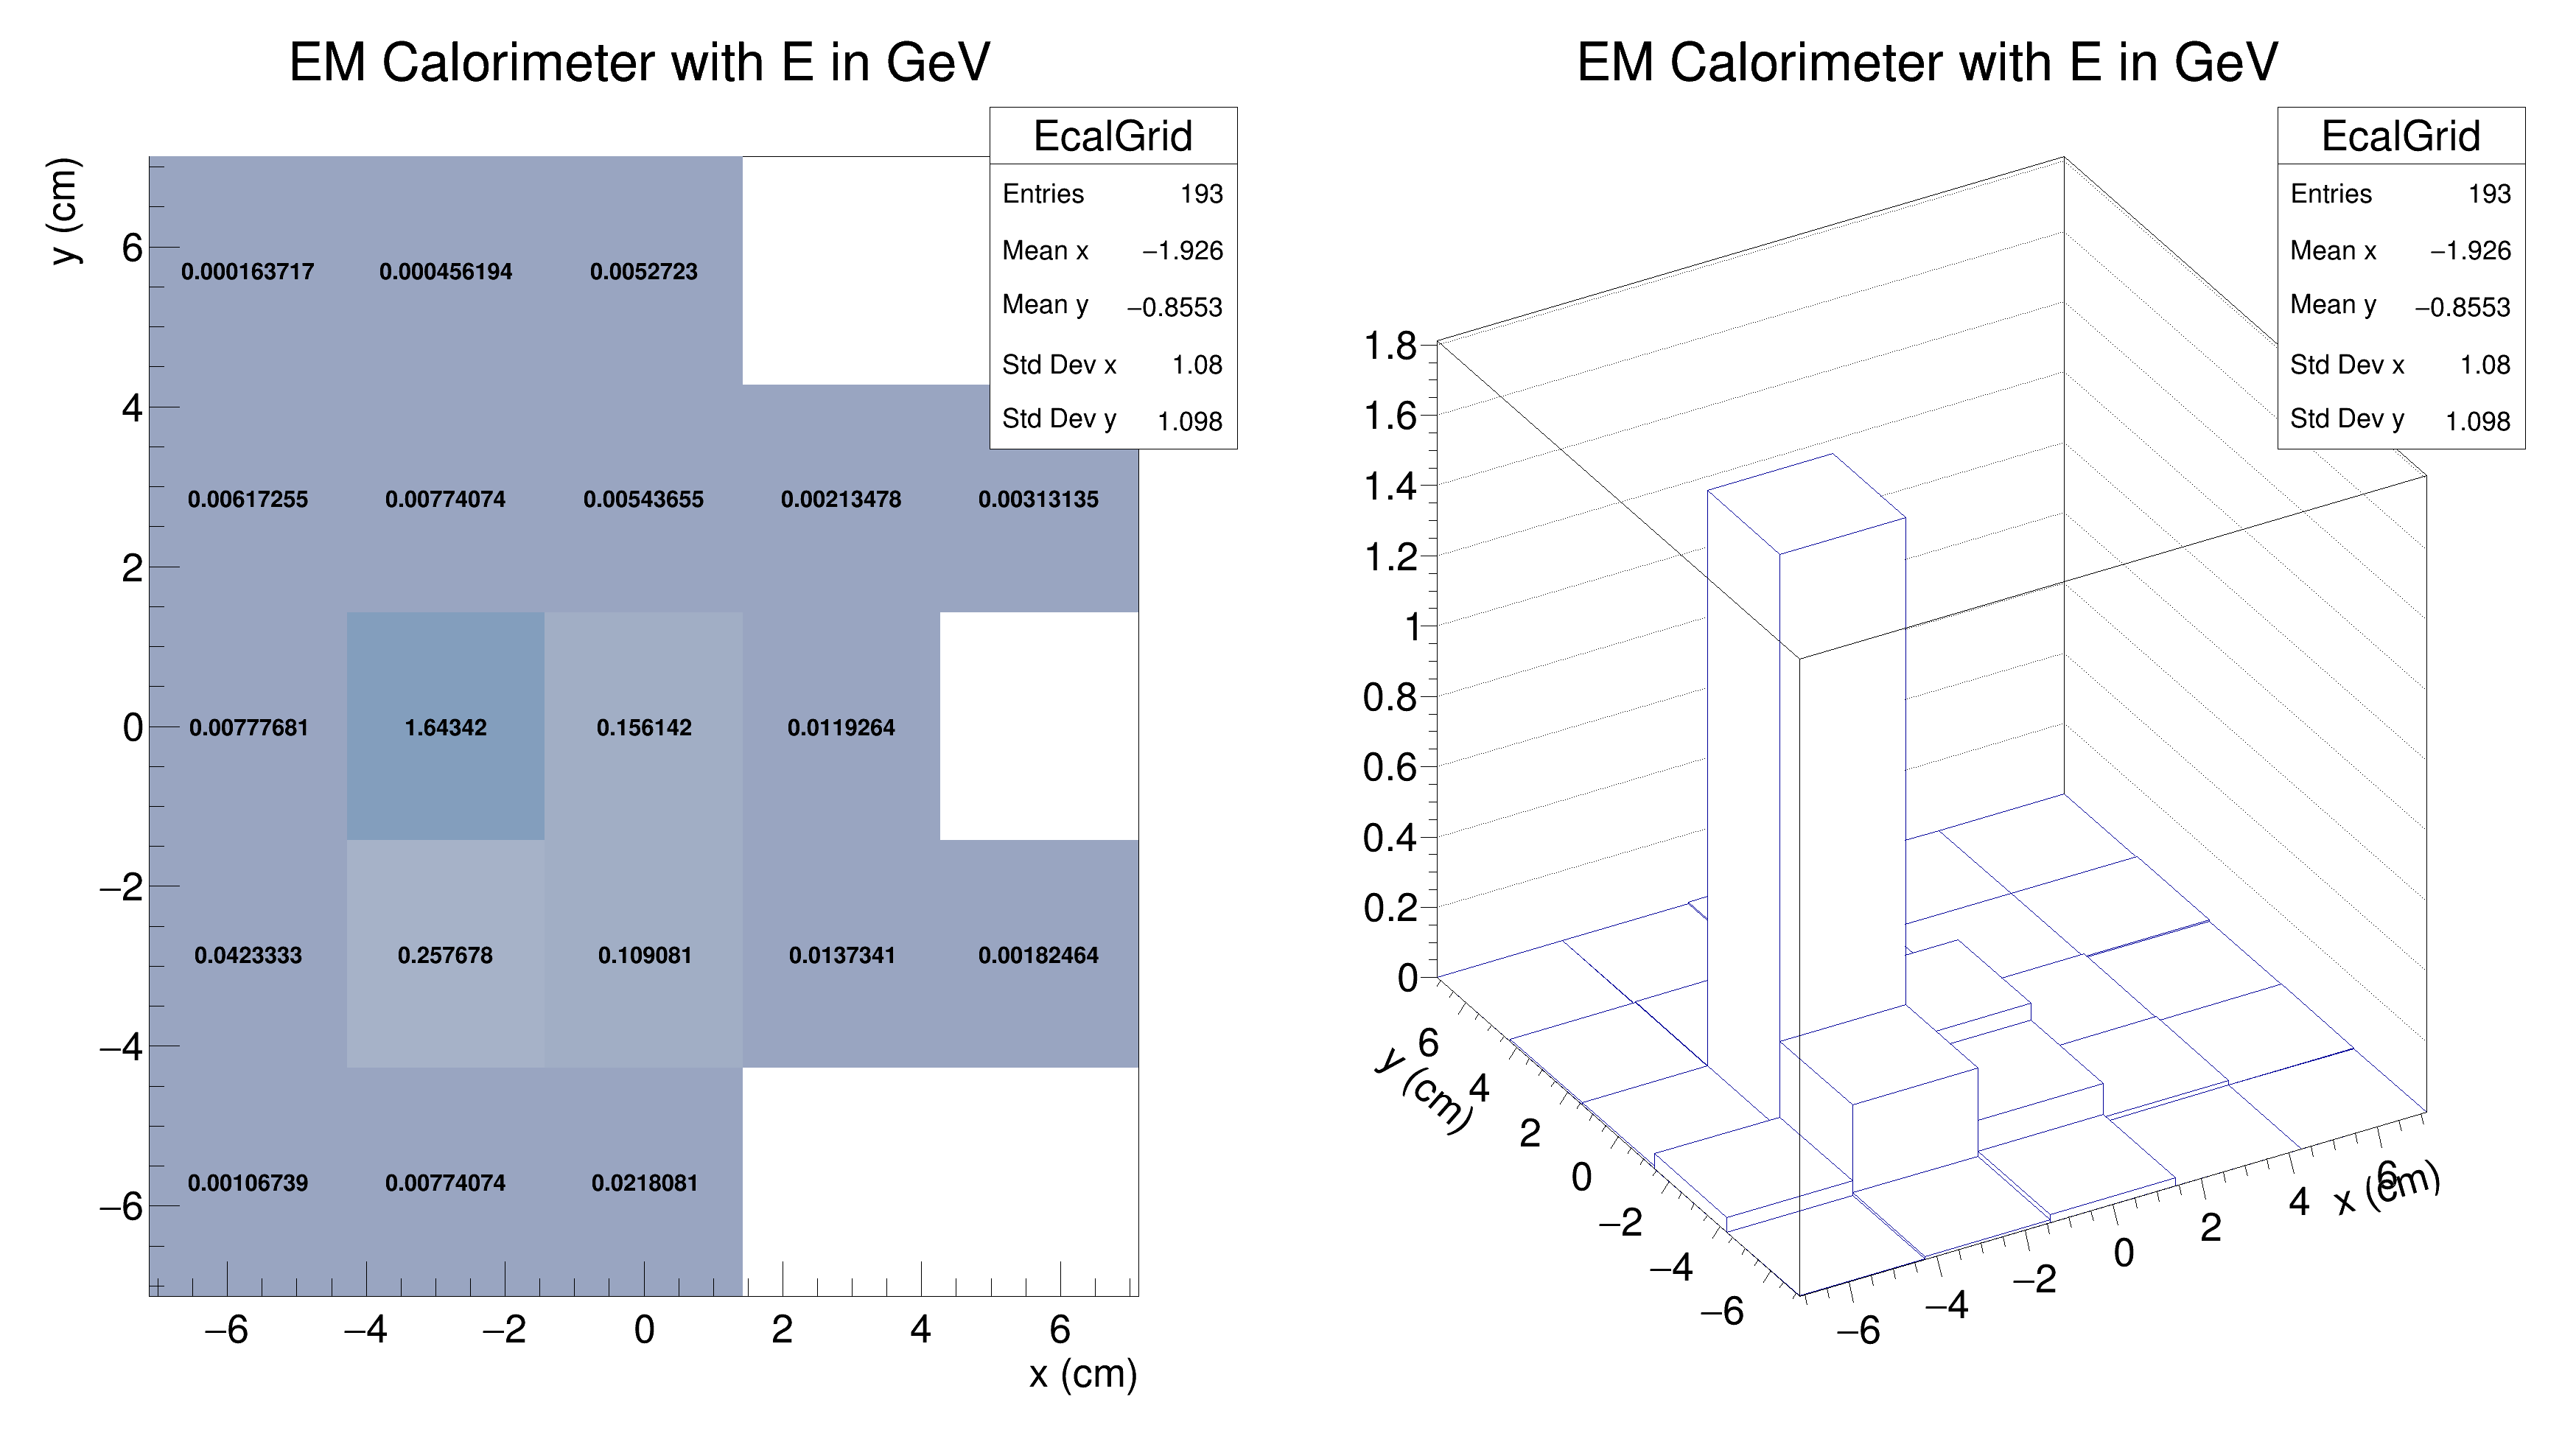 EM Calorimeter with E in GeV
EcalGrid
Entries 193
Mean x −1.926
Mean y −0.8553
Std Dev x 1.08
Std Dev y 1.098
y (cm)
6
4
2
0
−2
−4
−6
0.000163717 0.000456194 0.0052723
0.00617255 0.00774074 0.00543655 0.00213478 0.00313135
0.00777681 1.64342 0.156142 0.0119264
0.0423333 0.257678 0.109081 0.0137341 0.00182464
0.00106739 0.00774074 0.0218081
−6 −4 −2 0 2 4 6
x (cm)
EM Calorimeter with E in GeV
EcalGrid
Entries 193
Mean x −1.926
Mean y −0.8553
Std Dev x 1.08
Std Dev y 1.098
1.8
1.6
1.4
1.2
1
0.8
0.6
0.4
0.2
0
y (cm)
6
4
2
0
−2
−4
−6
−6
−4
−2
0
2
4
6
x (cm)